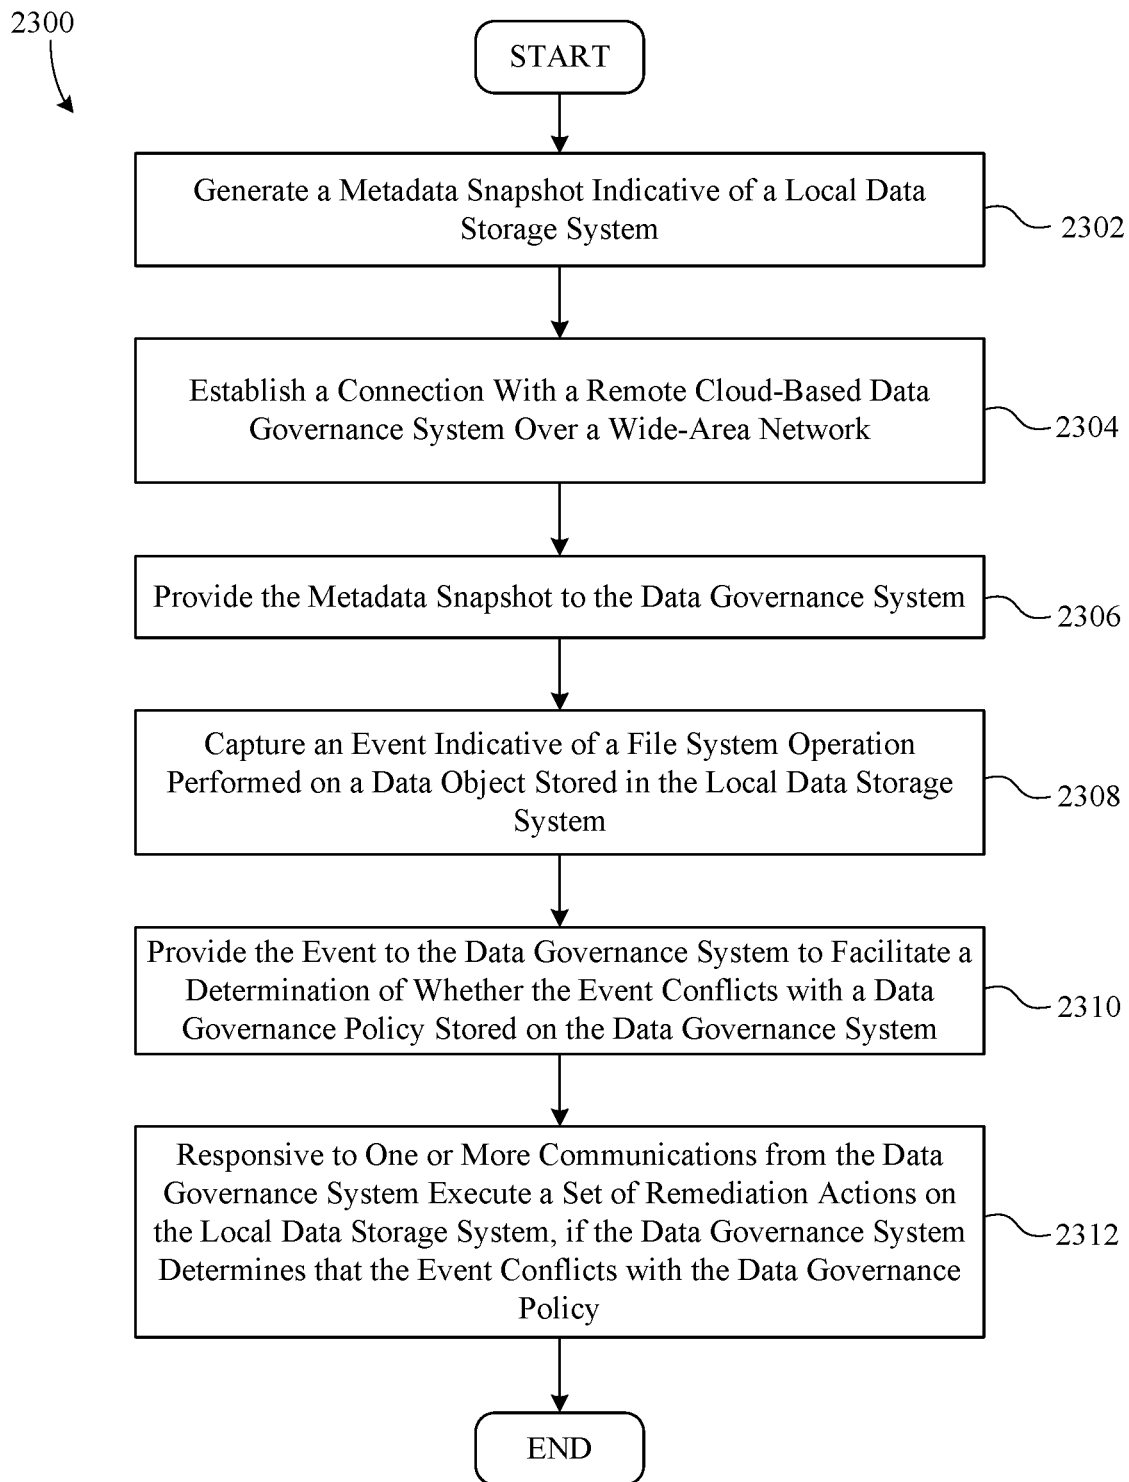 2300
START
Generate a Metadata Snapshot Indicative of a Local Data
Storage System
2302
Establish a Connection With a Remote Cloud-Based Data
Governance System Over a Wide-Area Network
2304
Provide the Metadata Snapshot to the Data Governance System
2306
Capture an Event Indicative of a File System Operation
Performed on a Data Object Stored in the Local Data Storage
System
2308
Provide the Event to the Data Governance System to Facilitate a
Determination of Whether the Event Conflicts with a Data
Governance Policy Stored on the Data Governance System
2310
Responsive to One or More Communications from the Data
Governance System Execute a Set of Remediation Actions on
the Local Data Storage System, if the Data Governance System
Determines that the Event Conflicts with the Data Governance
Policy
2312
END